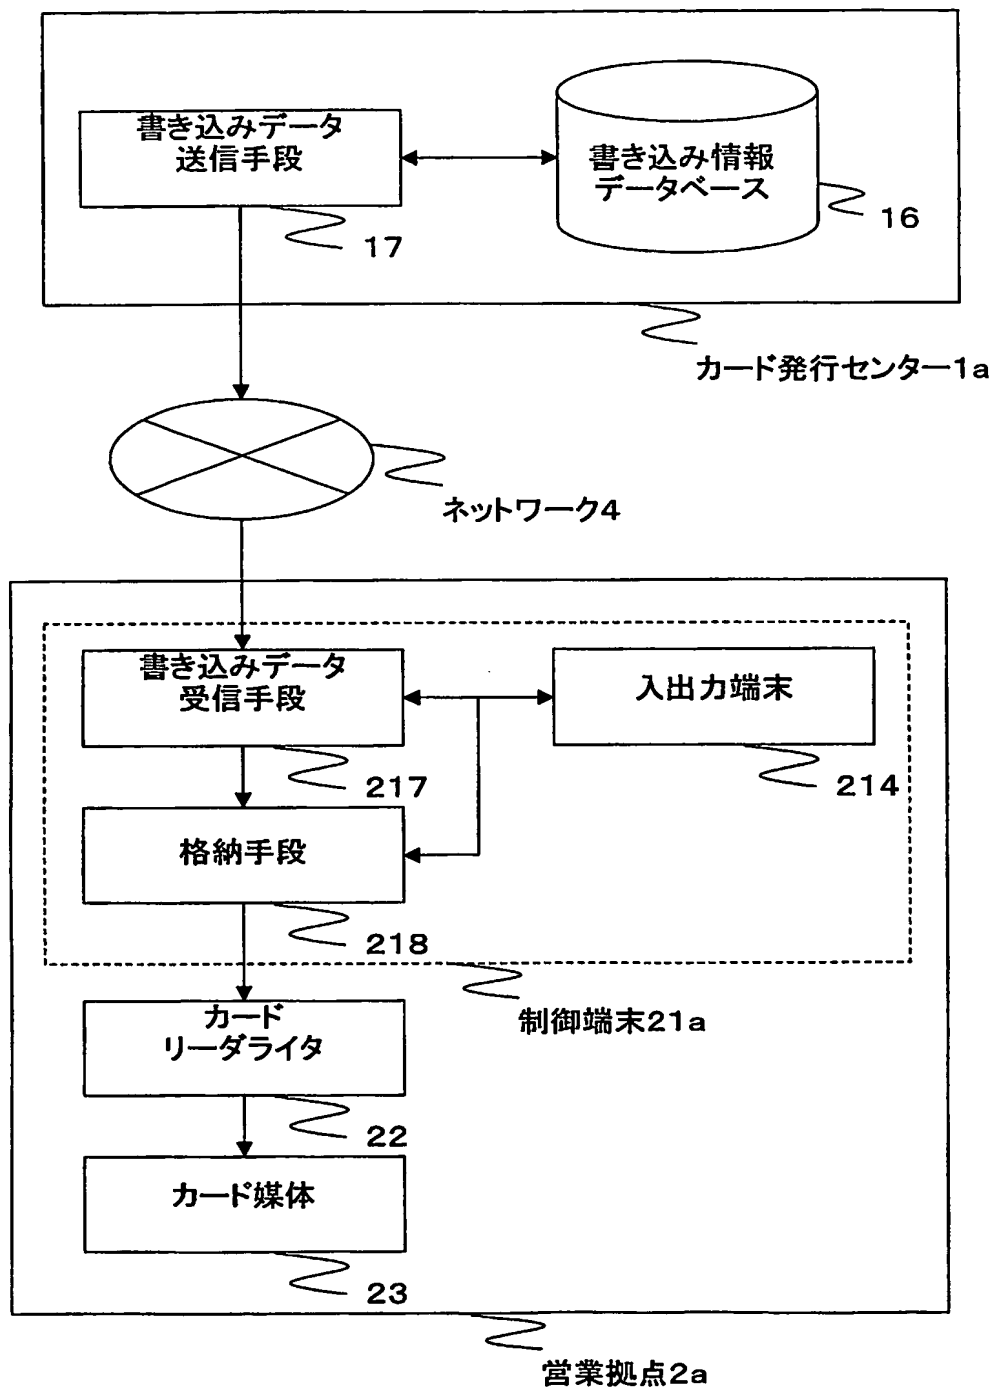 書き込みデータ
送信手段
書き込み情報
データベース
17
16
カード発行センター1a
ネットワーク4
書き込みデータ
受信手段
入出力端末
217
214
格納手段
218
制御端末21a
カード
リーダライタ
22
カード媒体
23
営業拠点2a